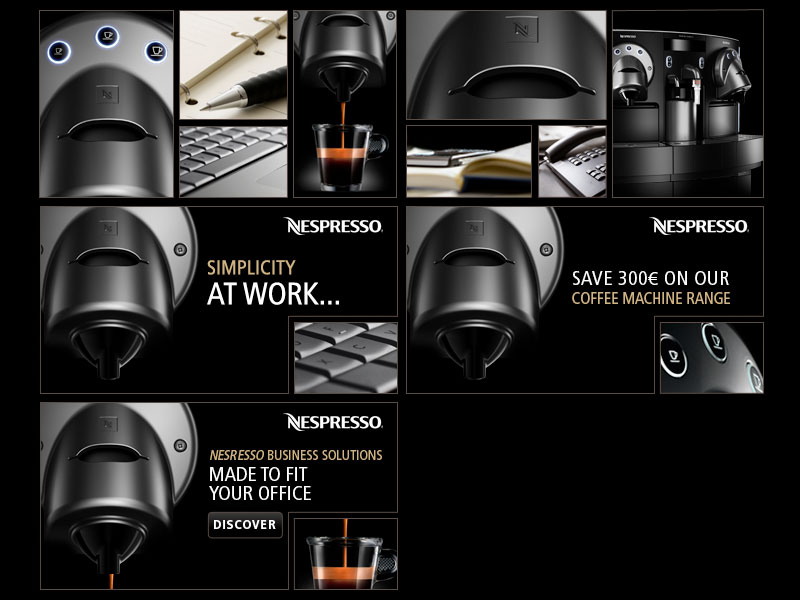 NESPRESSO
NESPRESSO.
SIMPLICITY
AT WORK...
NESPRESSO.
SAVE 300€ ON OUR
COFFEE MACHINE RANGE
NESPRESSO.
NESRESSO BUSINESS SOLUTIONS
MADE TO FIT
YOUR OFFICE
DISCOVER